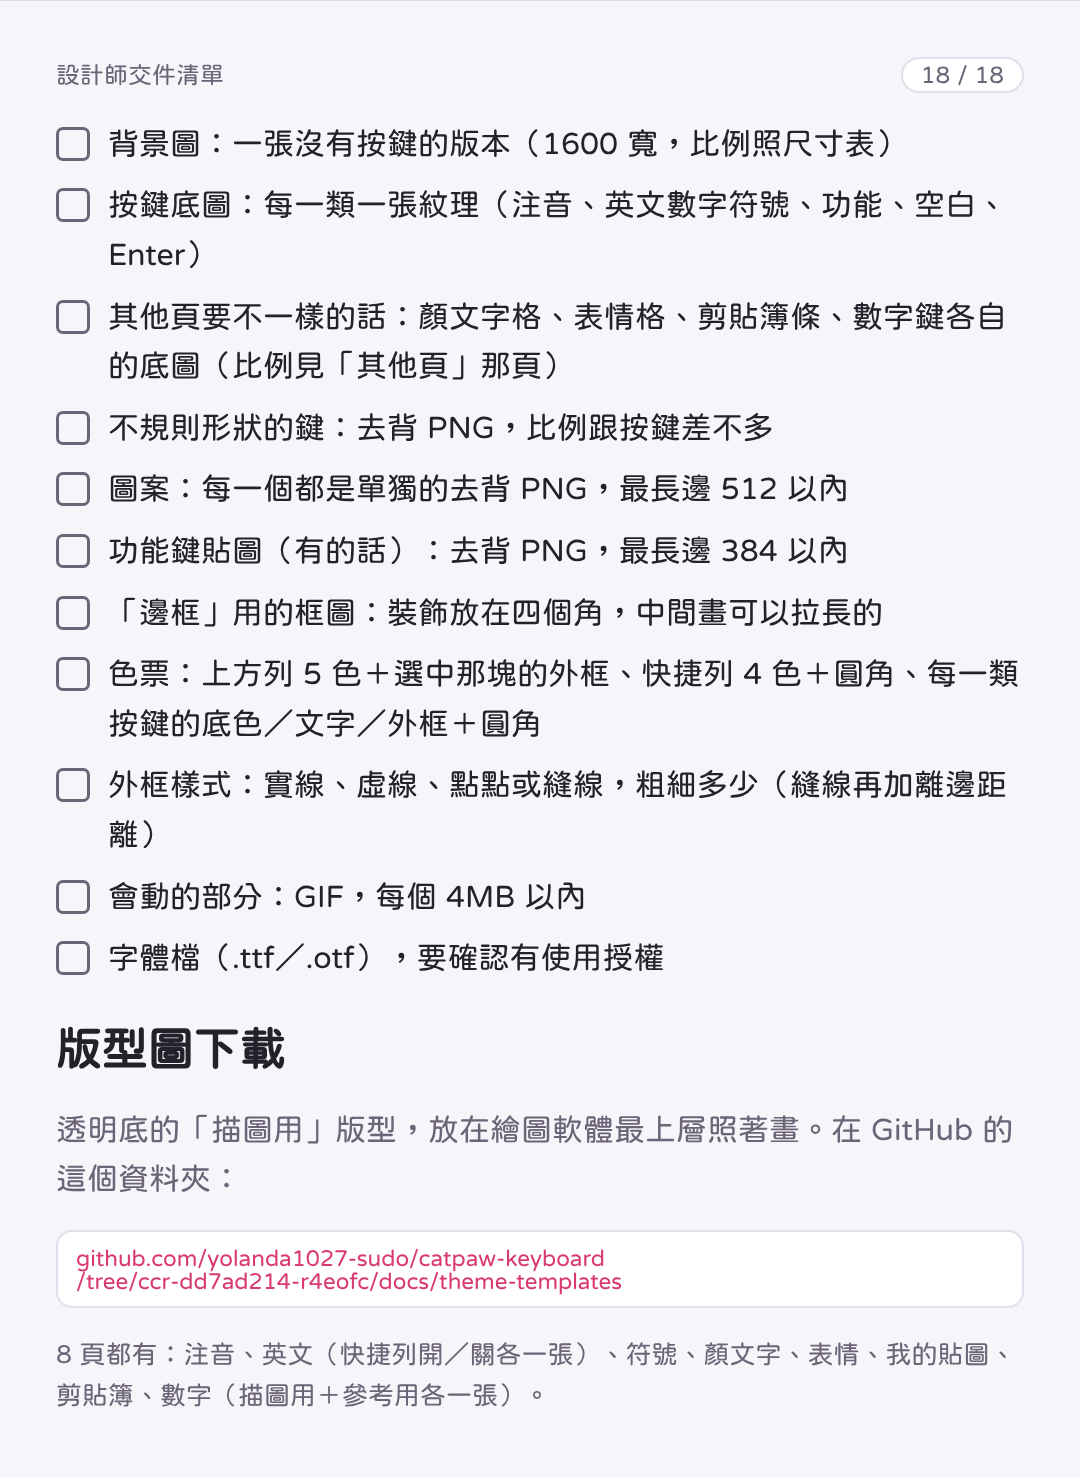 設計師交件清單
18 / 18
背景圖：一張沒有按鍵的版本（1600 寬，比例照尺寸表）
按鍵底圖：每一類一張紋理（注音、英文數字符號、功能、空白、
Enter）
其他頁要不一樣的話：顏文字格、表情格、剪貼簿條、數字鍵各自
的底圖（比例見「其他頁」那頁）
不規則形狀的鍵：去背 PNG，比例跟按鍵差不多
圖案：每一個都是單獨的去背 PNG，最長邊 512 以內
功能鍵貼圖（有的話）：去背 PNG，最長邊 384 以內
「邊框」用的框圖：裝飾放在四個角，中間畫可以拉長的
色票：上方列 5 色＋選中那塊的外框、快捷列 4 色＋圓角、每一類
按鍵的底色／文字／外框＋圓角
外框樣式：實線、虛線、點點或縫線，粗細多少（縫線再加離邊距
離）
會動的部分：GIF，每個 4MB 以內
字體檔（.ttf／.otf），要確認有使用授權
版型圖下載
透明底的「描圖用」版型，放在繪圖軟體最上層照著畫。在 GitHub 的
這個資料夾：
github.com/yolanda1027-sudo/catpaw-keyboard
/tree/ccr-dd7ad214-r4eofc/docs/theme-templates
8 頁都有：注音、英文（快捷列開／關各一張）、符號、顏文字、表情、我的貼圖、
剪貼簿、數字（描圖用＋參考用各一張）。